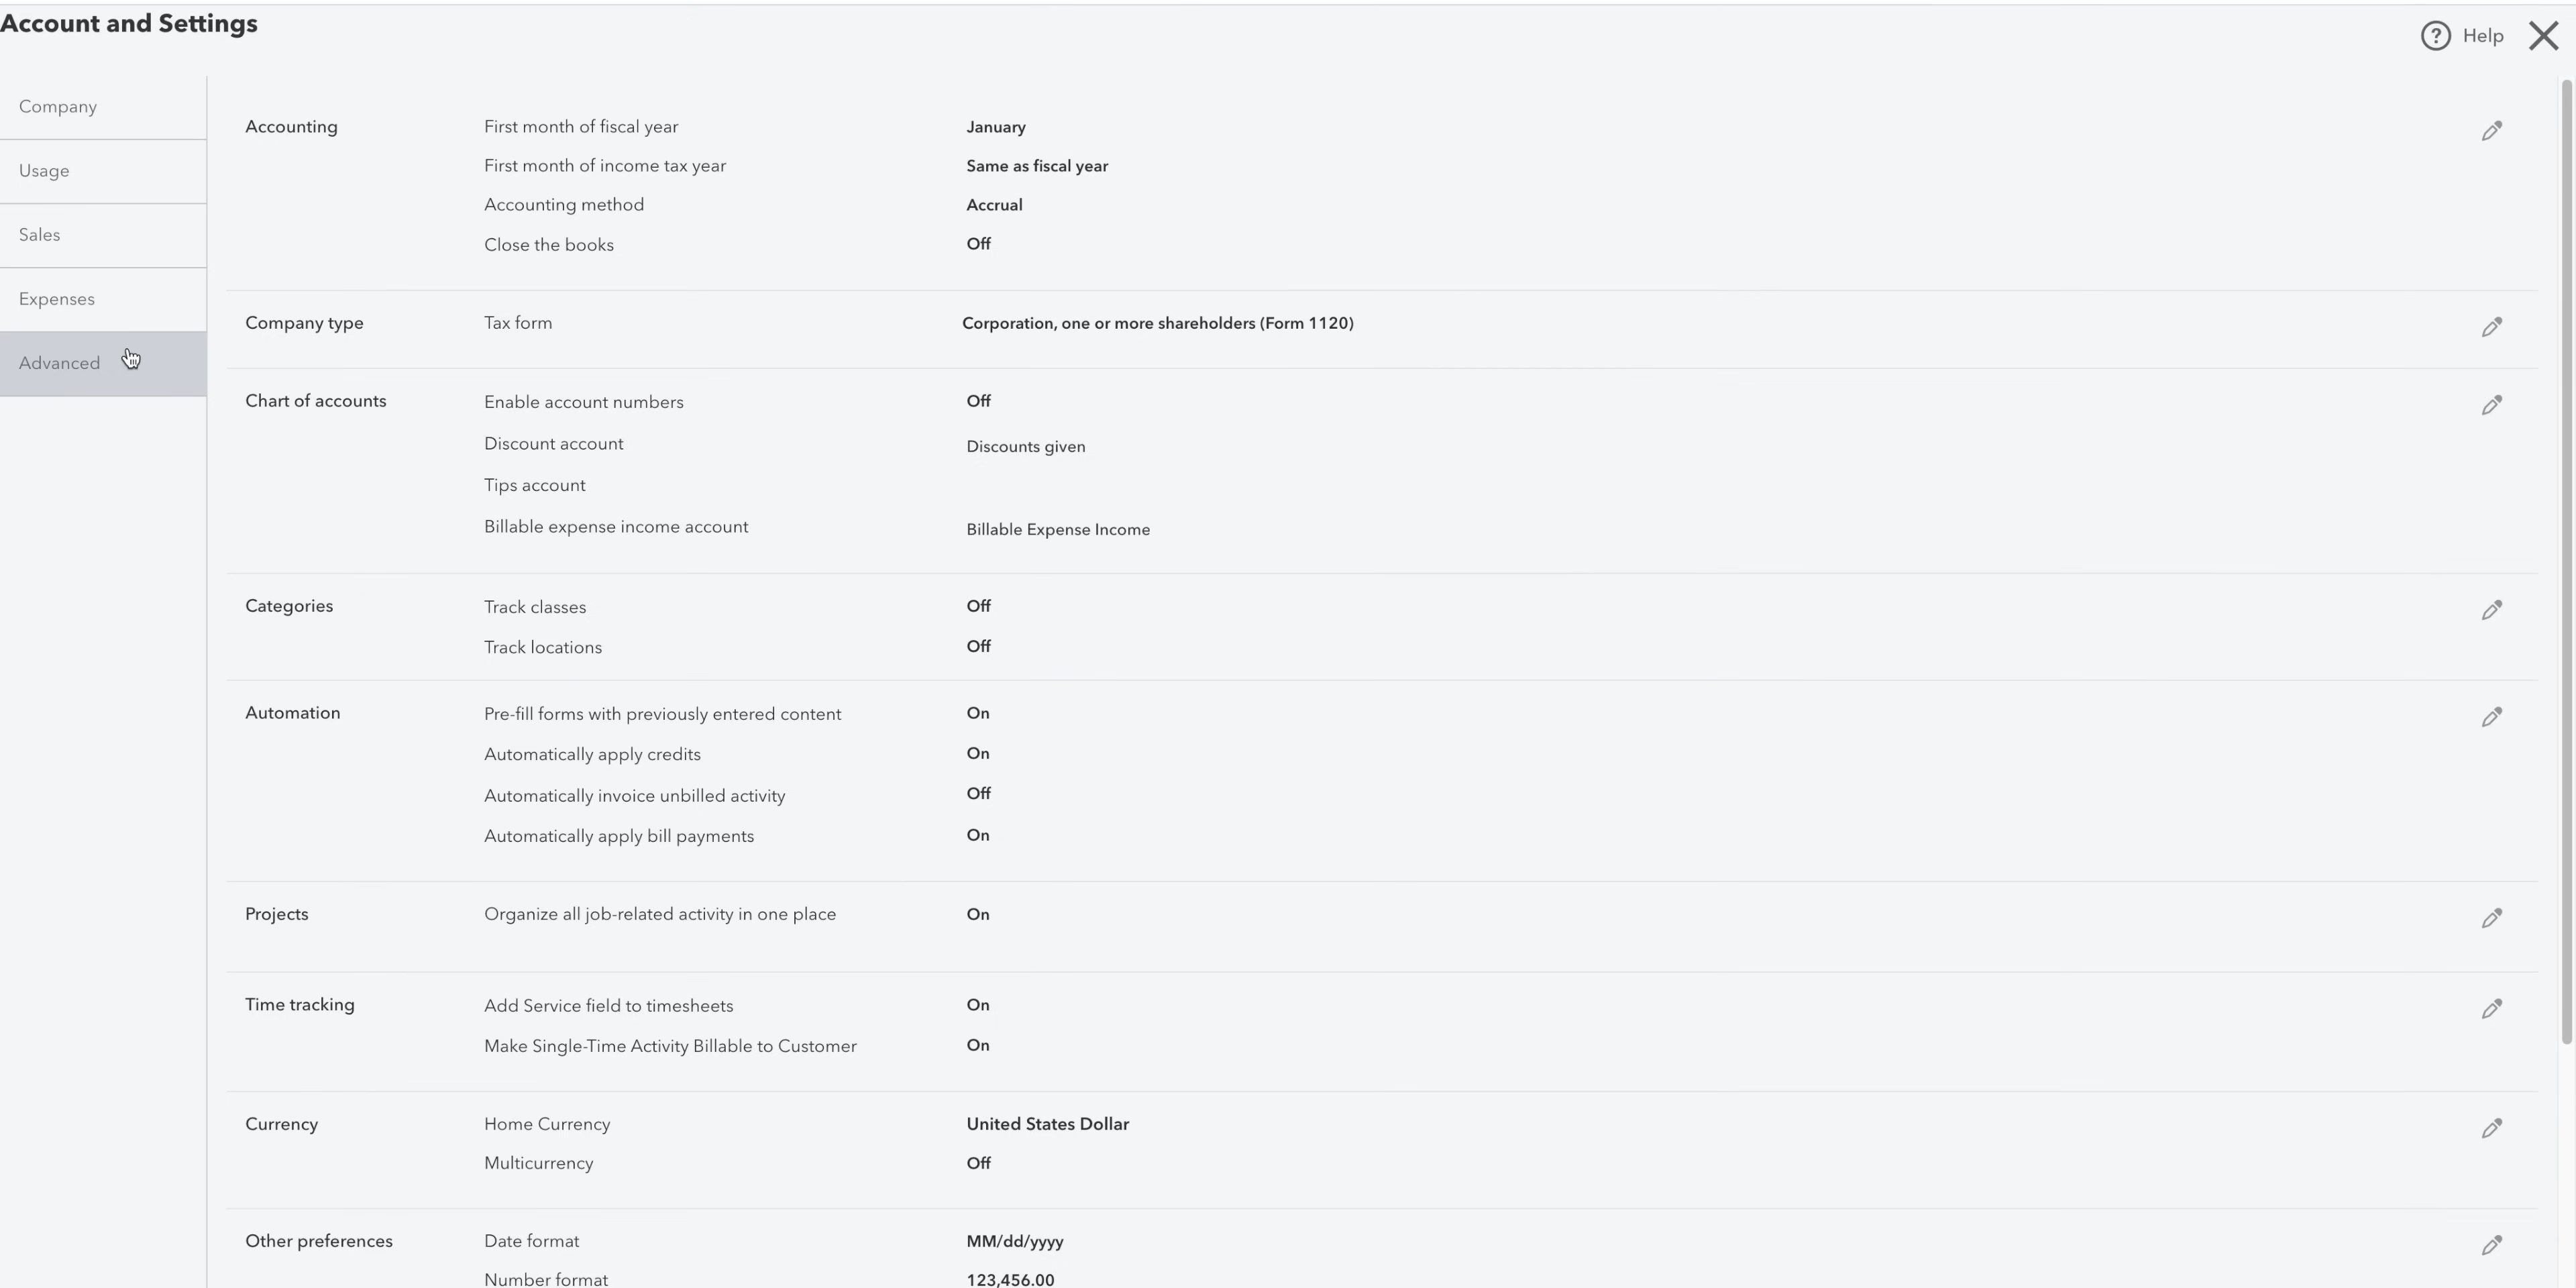 Account and Settings
? Help
Company
Usage
Sales
Expenses
Advanced
Accounting First month of fiscal year January
First month of income tax year Same as fiscal year
Accounting method Accrual
Close the books Off
Company type Tax form Corporation, one or more shareholders (Form 1120)
Chart of accounts Enable account numbers Off
Discount account Discounts given
Tips account
Billable expense income account Billable Expense Income
Categories Track classes Off
Track locations Off
Automation Pre-fill forms with previously entered content On
Automatically apply credits On
Automatically invoice unbilled activity Off
Automatically apply bill payments On
Projects Organize all job-related activity in one place On
Time tracking Add Service field to timesheets On
Make Single-Time Activity Billable to Customer On
Currency Home Currency United States Dollar
Multicurrency Off
Other preferences Date format MM/dd/yyyy
Number format 123,456.00